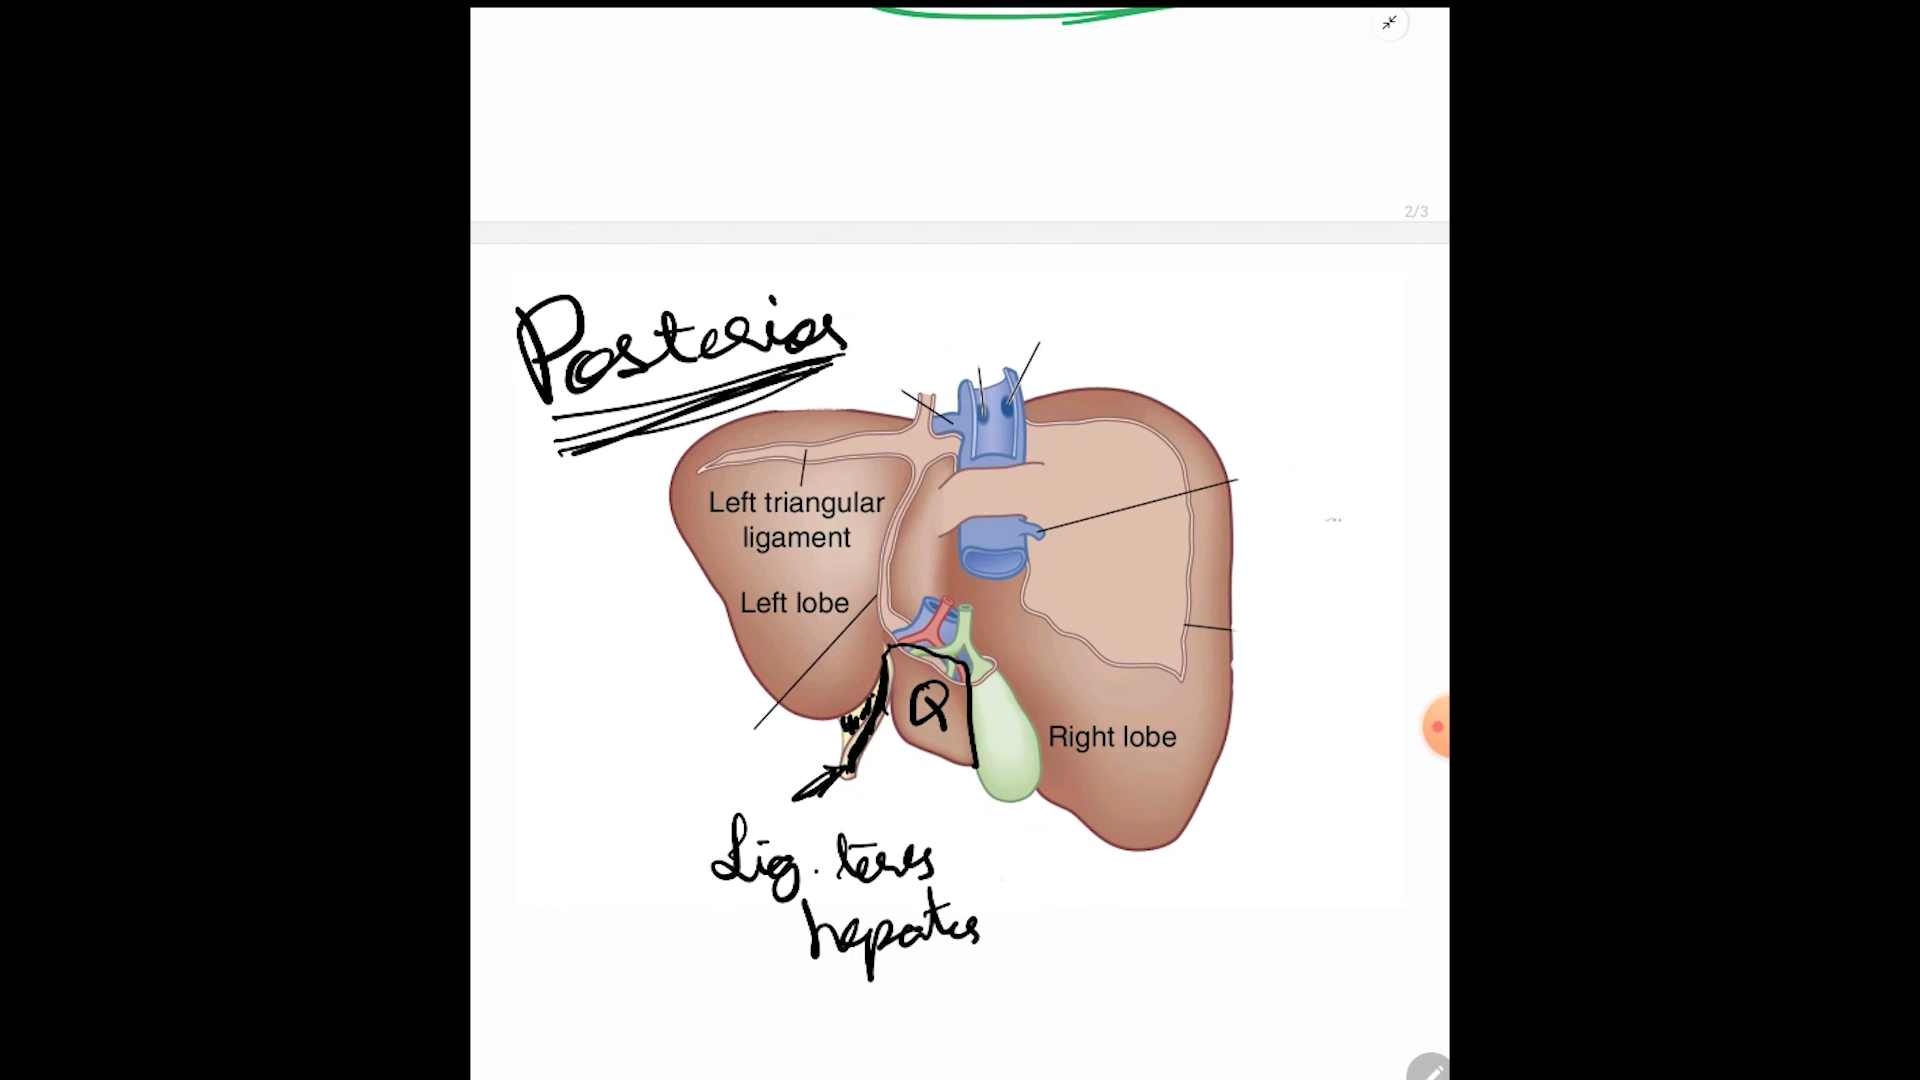 2/3
Posterior
Left triangular
ligament
Left lobe
Q
Right lobe
Lig. teres
hepatis